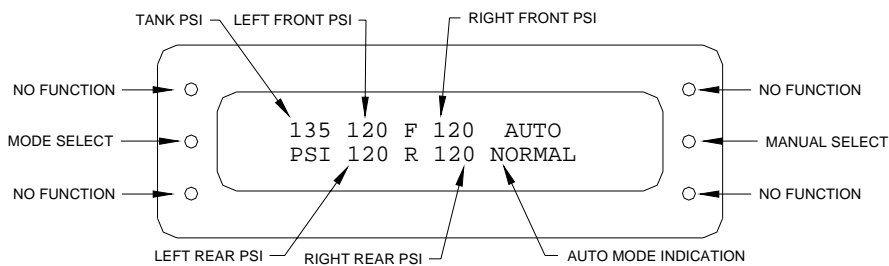 TANK PSI LEFT FRONT PSI RIGHT FRONT PSI
NO FUNCTION NO FUNCTION
135 120 F 120 AUTO
MODE SELECT MANUAL SELECT
PSI 120 R 120 NORMAL
NO FUNCTION NO FUNCTION
LEFT REAR PSI RIGHT REAR PSI AUTO MODE INDICATION